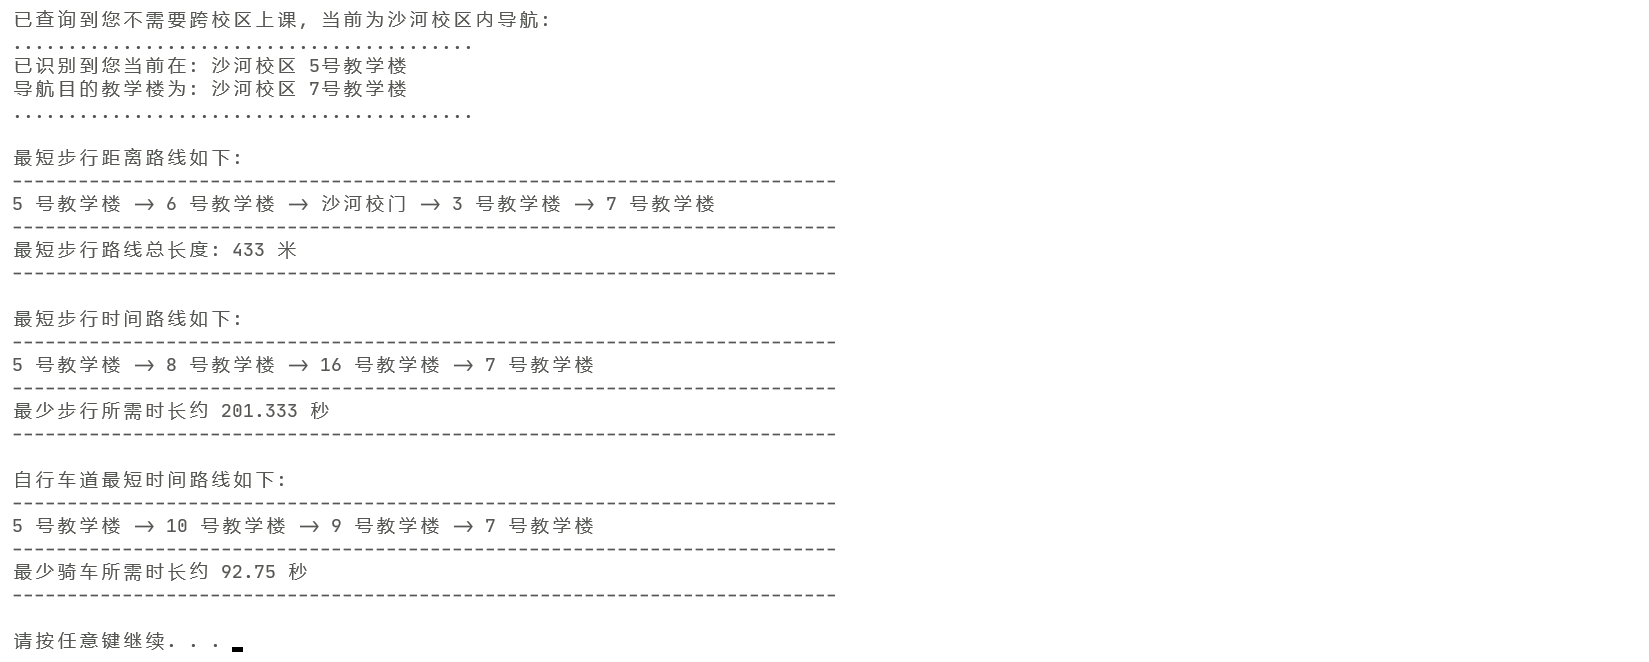 已查询到您不需要跨校区上课, 当前为沙河校区内导航:
..........................................
已识别到您当前在: 沙河校区 5号教学楼
导航目的教学楼为: 沙河校区 7号教学楼
..........................................
最短步行距离路线如下:
---------------------------------------------------------------------------
5 号教学楼 -> 6 号教学楼 -> 沙河校门 -> 3 号教学楼 -> 7 号教学楼
---------------------------------------------------------------------------
最短步行路线总长度: 433 米
---------------------------------------------------------------------------
最短步行时间路线如下:
---------------------------------------------------------------------------
5 号教学楼 -> 8 号教学楼 -> 16 号教学楼 -> 7 号教学楼
---------------------------------------------------------------------------
最少步行所需时长约 201.333 秒
---------------------------------------------------------------------------
自行车道最短时间路线如下:
---------------------------------------------------------------------------
5 号教学楼 -> 10 号教学楼 -> 9 号教学楼 -> 7 号教学楼
---------------------------------------------------------------------------
最少骑车所需时长约 92.75 秒
---------------------------------------------------------------------------
请按任意键继续. . .